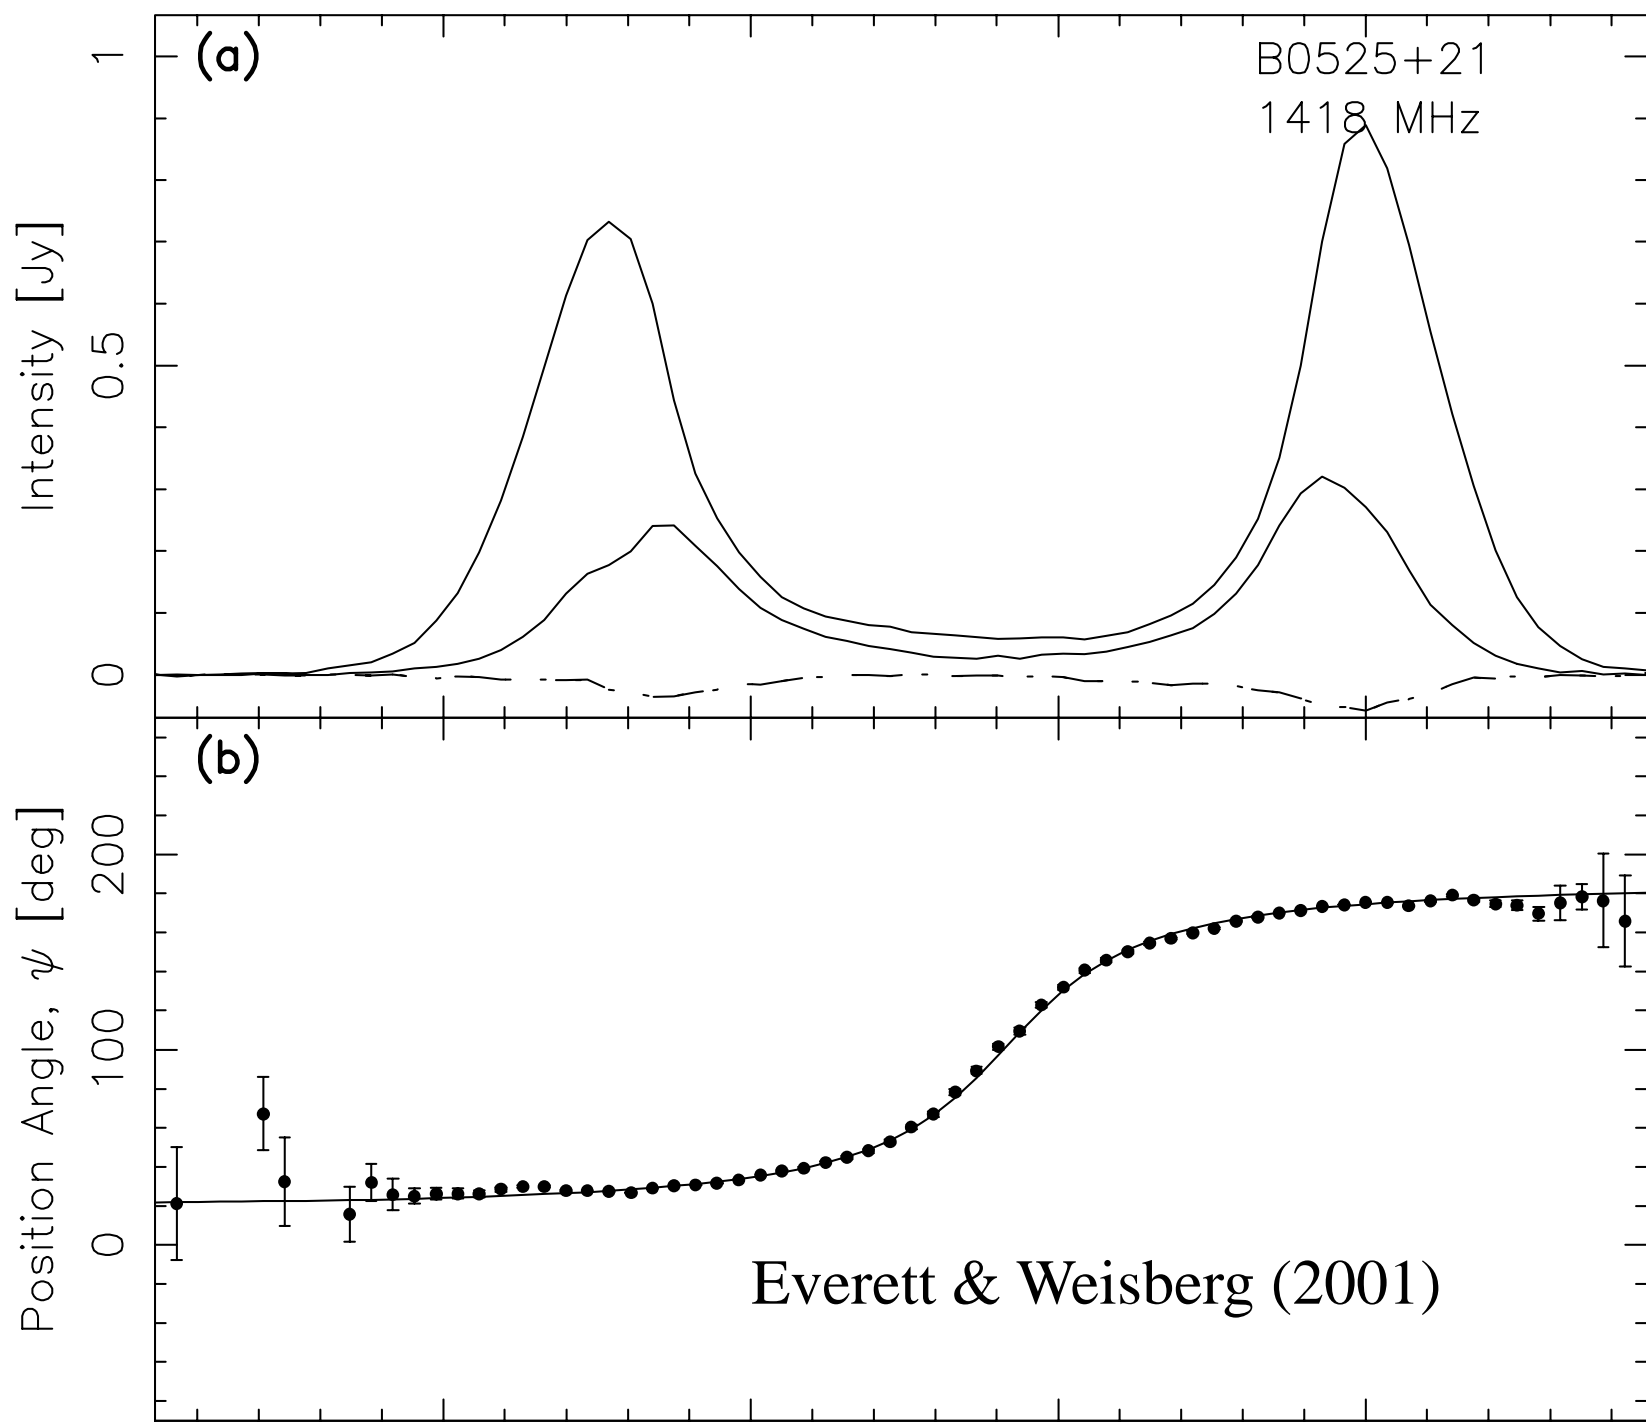 (a)
B0525+21
1418 MHz
Intensity [Jy]
1
0.5
0
(b)
Position Angle, ψ [deg]
200
100
0
Everett & Weisberg (2001)